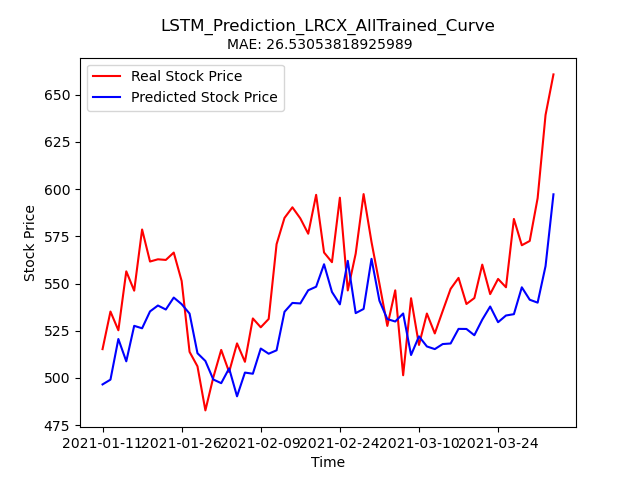 LSTM_Prediction_LRCX_AllTrained_Curve
MAE: 26.53053818925989
Real Stock Price
Predicted Stock Price
650
625
600
575
550
525
500
475
Stock Price
2021-01-11 2021-01-26 2021-02-09 2021-02-24 2021-03-10 2021-03-24
Time